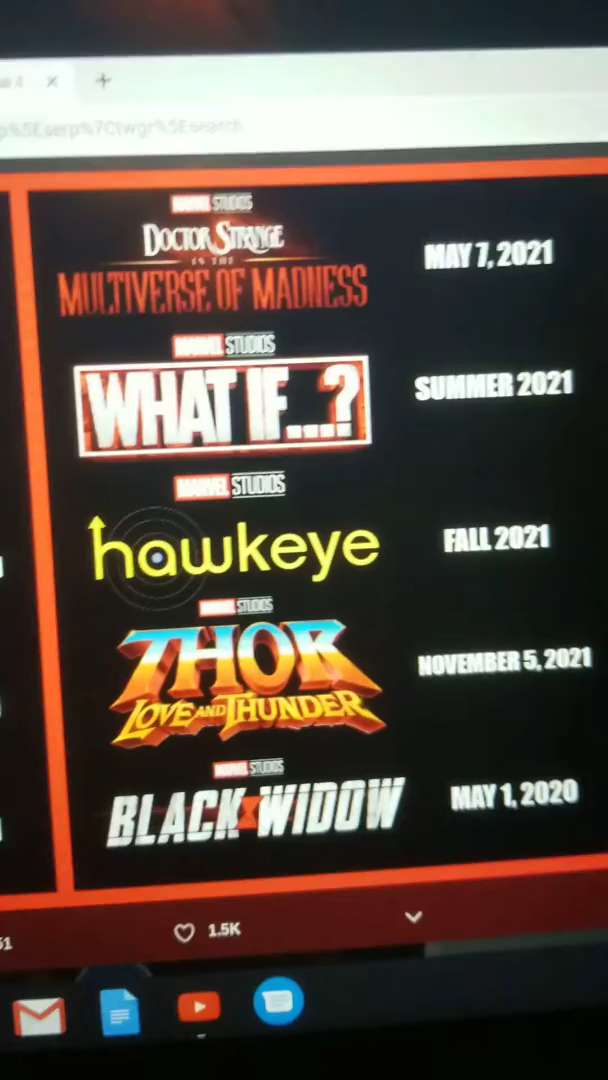 MARVEL STUDIOS
DOCTOR STRANGE
IN THE
MULTIVERSE OF MADNESS
MAY 7, 2021
MARVEL STUDIOS
WHAT IF...?
SUMMER 2021
MARVEL STUDIOS
hawkeye
FALL 2021
MARVEL STUDIOS
THOR
LOVE AND THUNDER
NOVEMBER 5, 2021
MARVEL STUDIOS
BLACK WIDOW
MAY 1, 2020
1.5K